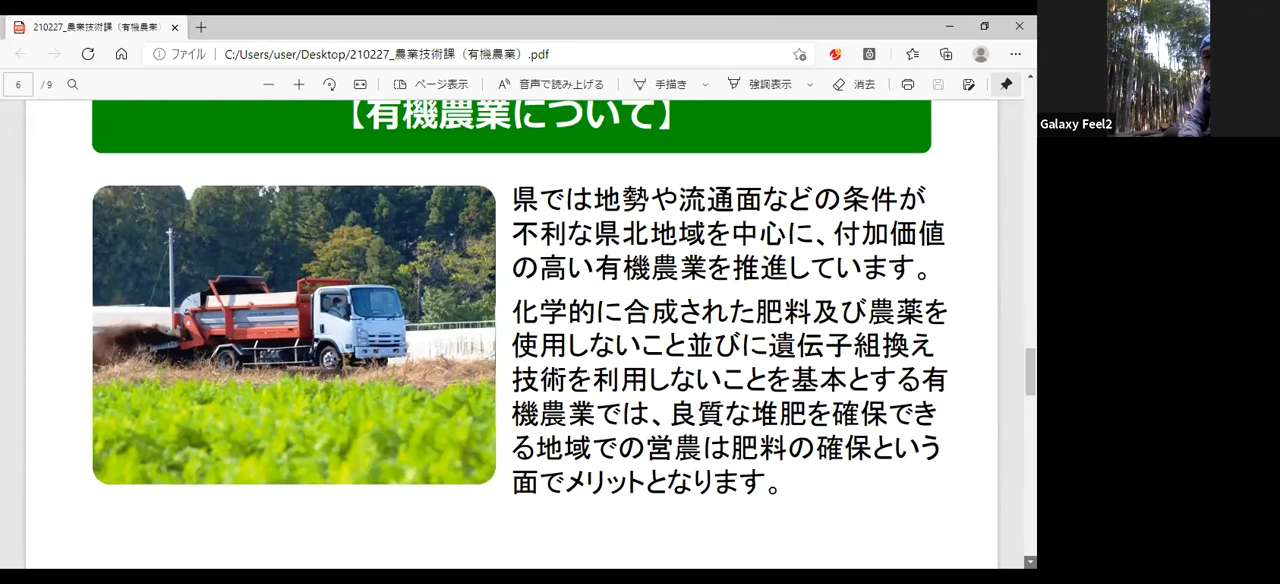 210227_農業技術課（有機農業）
ファイル
C:/Users/user/Desktop/210227_農業技術課（有機農業）.pdf
6 /9
ページ表示
音声で読み上げる
手描き
強調表示
消去
Galaxy Feel2
【有機農業について】
県では地勢や流通面などの条件が
不利な県北地域を中心に、付加価値
の高い有機農業を推進しています。
化学的に合成された肥料及び農薬を
使用しないこと並びに遺伝子組換え
技術を利用しないことを基本とする有
機農業では、良質な堆肥を確保でき
る地域での営農は肥料の確保という
面でメリットとなります。